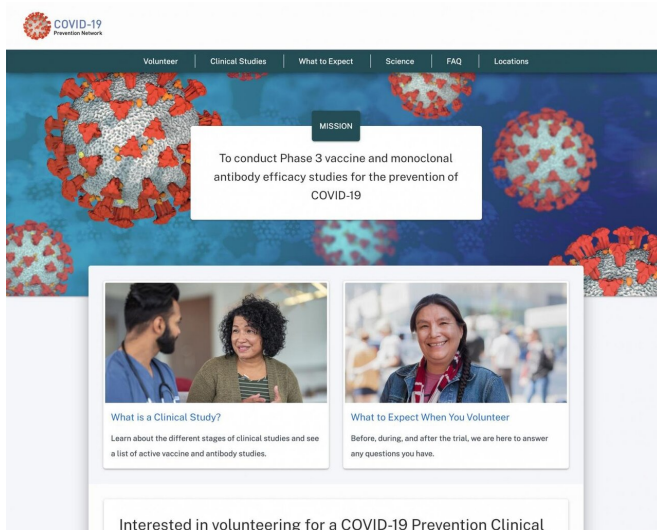 COVID-19
Prevention Network
Volunteer
Clinical Studies
What to Expect
Science
FAQ
Locations
MISSION
To conduct Phase 3 vaccine and monoclonal
antibody efficacy studies for the prevention of
COVID-19
What is a Clinical Study?
Learn about the different stages of clinical studies and see
a list of active vaccine and antibody studies.
What to Expect When You Volunteer
Before, during, and after the trial, we are here to answer
any questions you have.
Interested in volunteering for a COVID-19 Prevention Clinical